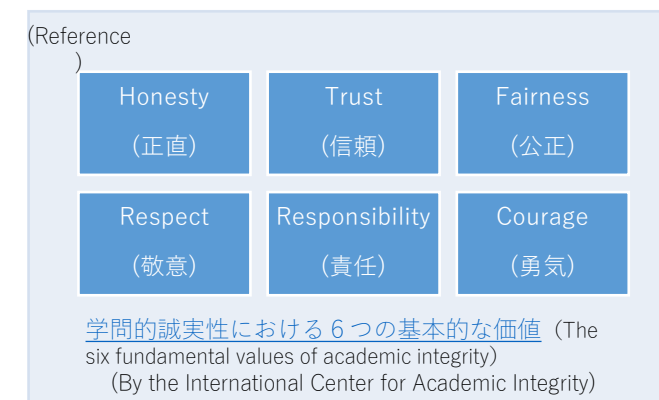 (Reference
)
Honesty
(正直)
Trust
(信頼)
Fairness
(公正)
Respect
(敬意)
Responsibility
(責任)
Courage
(勇気)
学問的誠実性における６つの基本的な価値 (The
six fundamental values of academic integrity)
(By the International Center for Academic Integrity)